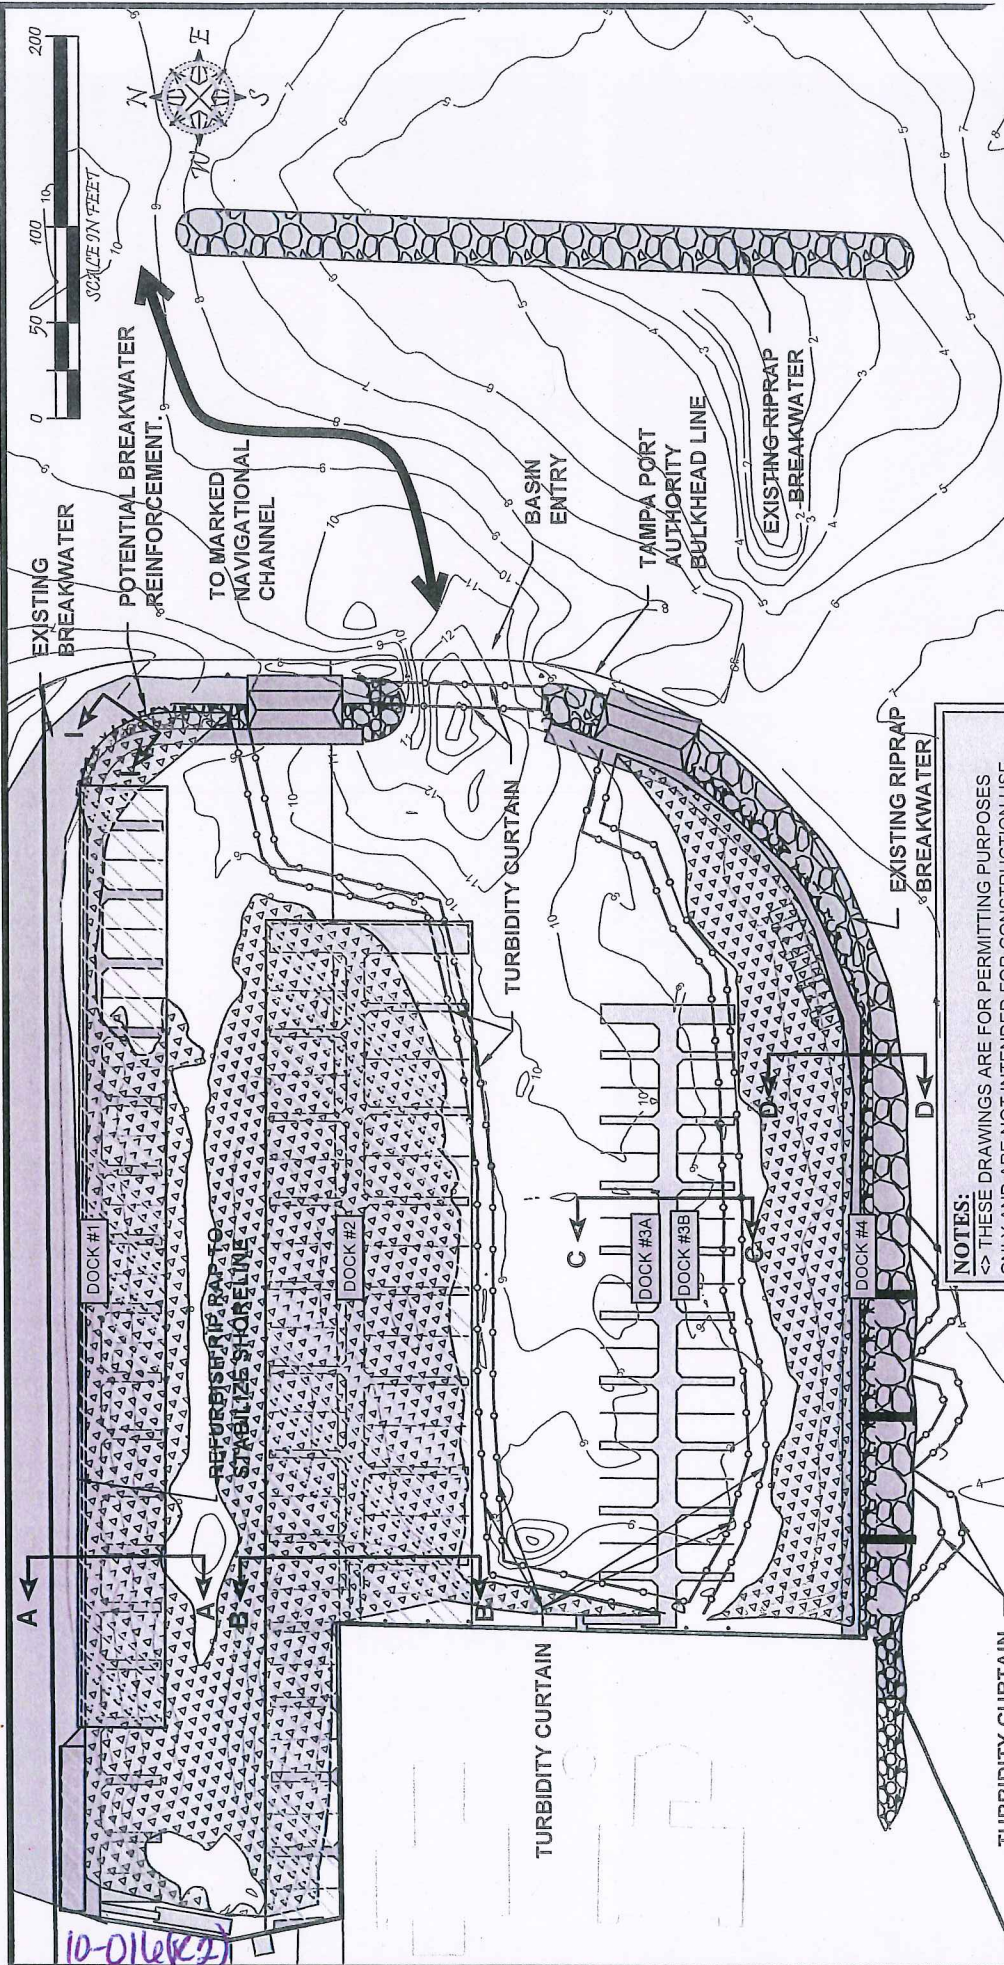 0
50
100
200
SCALE IN FEET
N
E
S
W
EXISTING
BREAKWATER
POTENTIAL BREAKWATER
REINFORCEMENT.
TO MARKED
NAVIGATIONAL
CHANNEL
BASIN
ENTRY
TAMPA PORT
AUTHORITY
BULKHEAD LINE
EXISTING RIPRAP
BREAKWATER
EXISTING RIPRAP
BREAKWATER
TURBIDITY CURTAIN
DOCK #1
REFURBISH RIP RAP TO
STABILIZE SHORELINE
DOCK #2
DOCK #3A
DOCK #3B
DOCK #4
A
A
B
B
C
C
D
D
I
I
TURBIDITY CURTAIN
TURBIDITY CURTAIN
NOTES:
<> THESE DRAWINGS ARE FOR PERMITTING PURPOSES
10-016(R2)